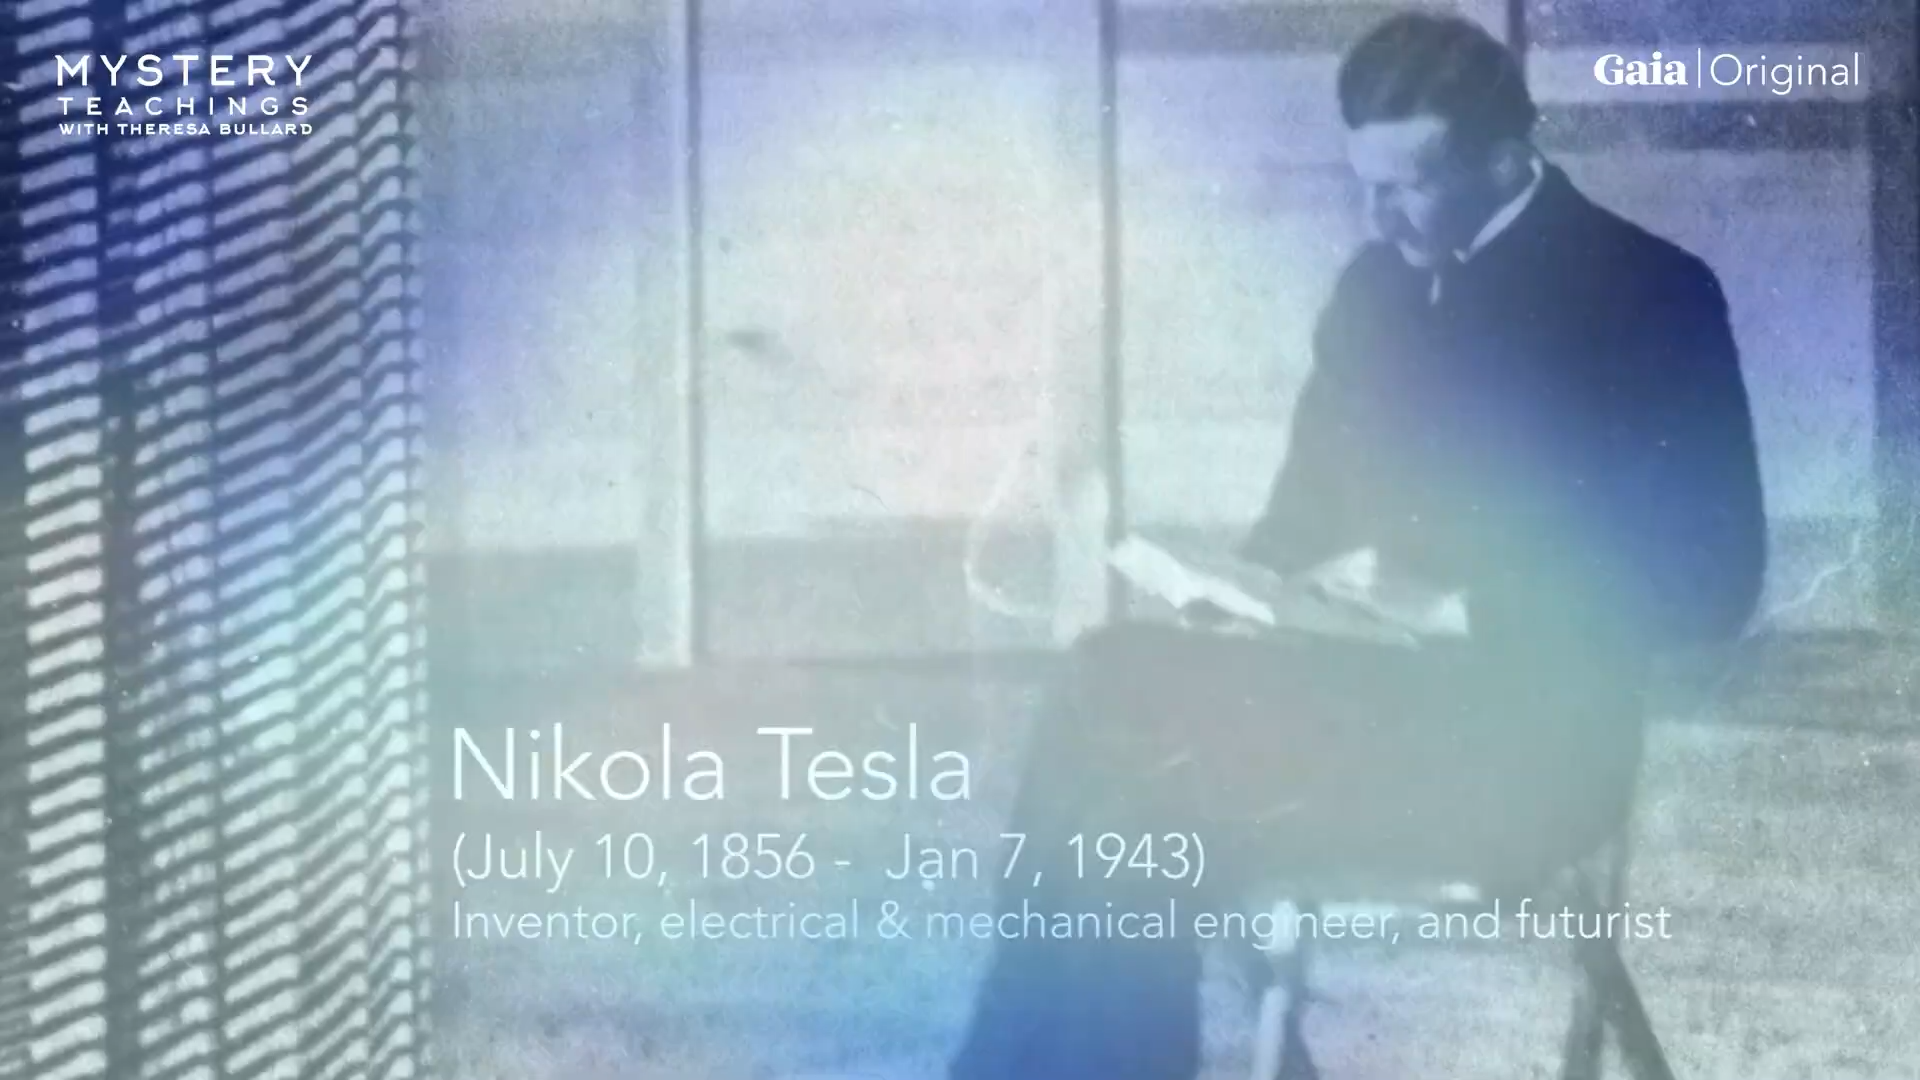 MYSTERY
TEACHINGS
WITH THERESA BULLARD
Gaia | Original
Nikola Tesla
(July 10, 1856 - Jan 7, 1943)
Inventor, electrical & mechanical engineer, and futurist